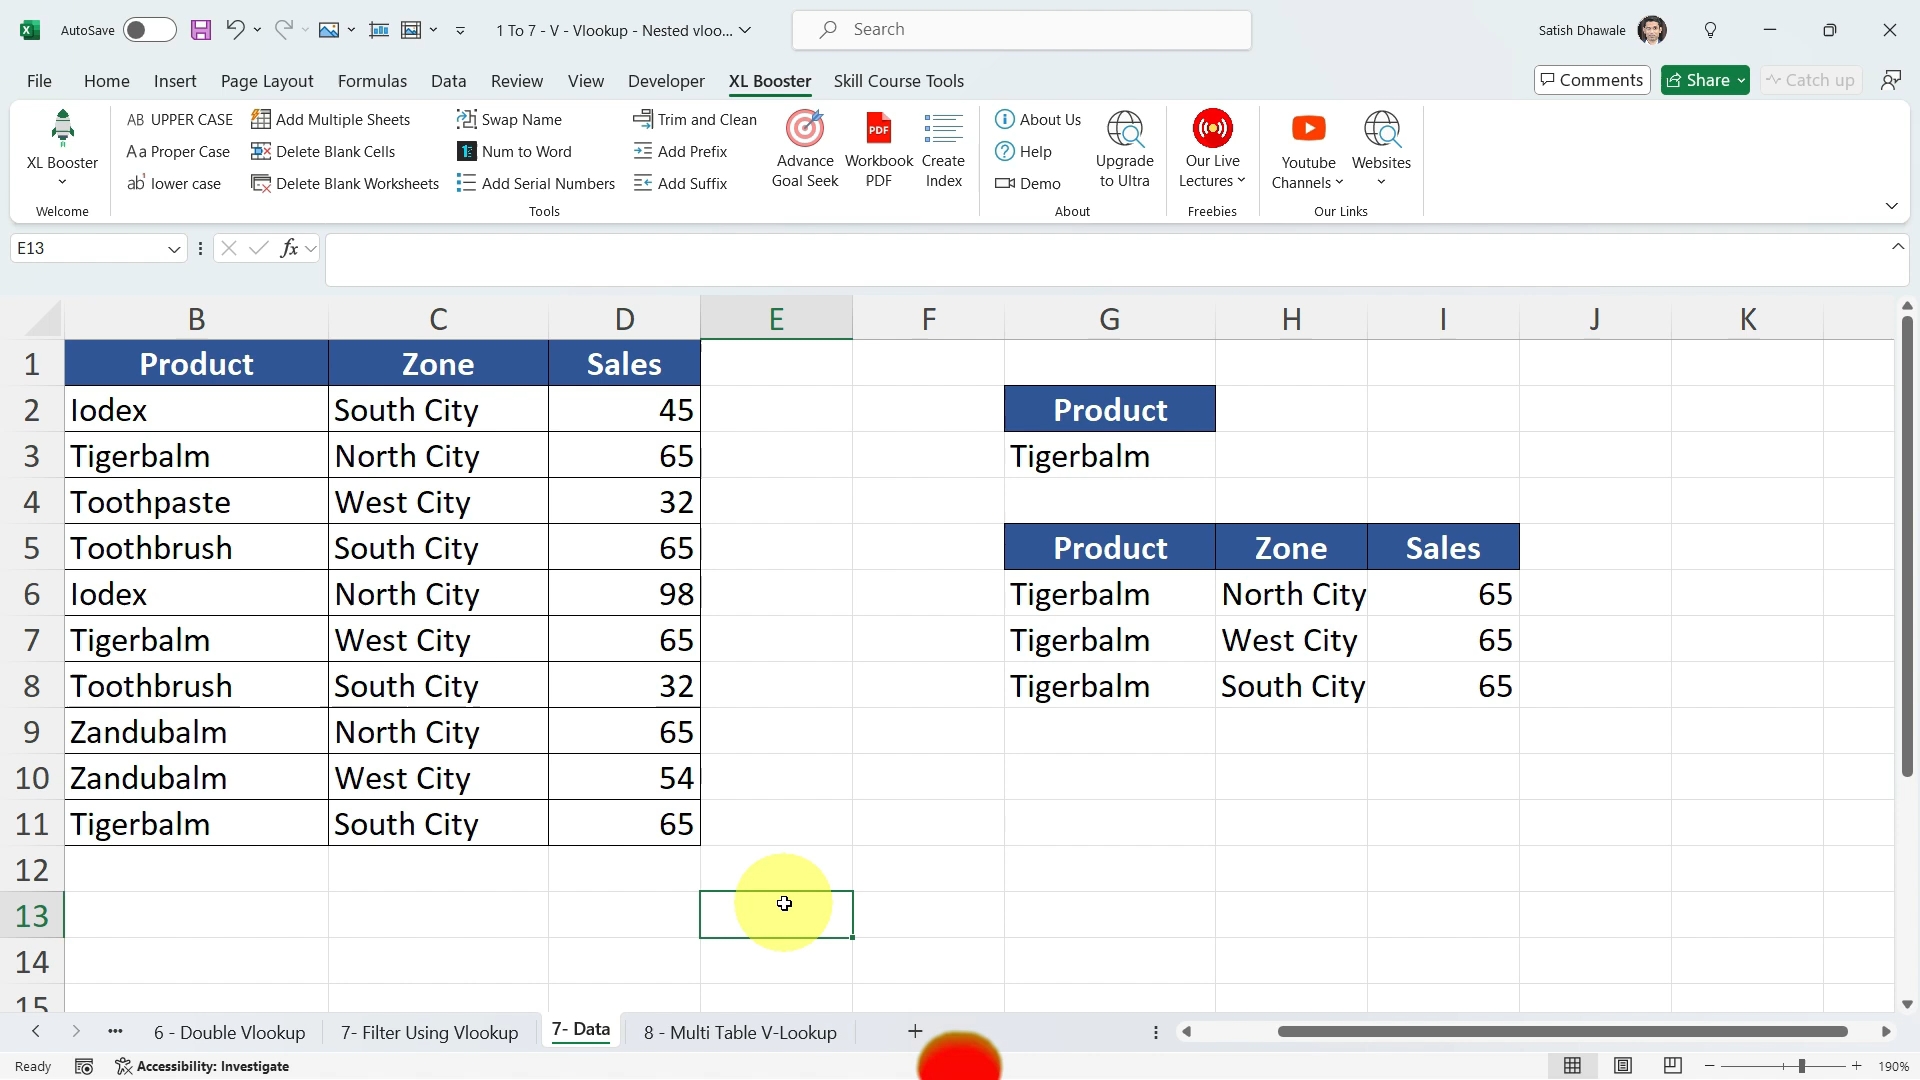 AutoSave
1 To 7 - V - Vlookup - Nested vloo...
Search
Satish Dhawale
File Home Insert Page Layout Formulas Data Review View Developer XL Booster Skill Course Tools
Comments Share Catch up
XL Booster
Welcome
AB UPPER CASE
Aa Proper Case
ab lower case
Add Multiple Sheets
Delete Blank Cells
Delete Blank Worksheets
Swap Name
Num to Word
Add Serial Numbers
Trim and Clean
Add Prefix
Add Suffix
Advance Goal Seek
PDF
Workbook PDF
Create Index
Tools
About Us
Help
Demo
Upgrade to Ultra
About
Our Live Lectures
Freebies
Youtube Channels
Websites
Our Links
E13
fx
B C D E F G H I J K
1 Product Zone Sales
2 Iodex South City 45 Product
3 Tigerbalm North City 65 Tigerbalm
4 Toothpaste West City 32
5 Toothbrush South City 65 Product Zone Sales
6 Iodex North City 98 Tigerbalm North City 65
7 Tigerbalm West City 65 Tigerbalm West City 65
8 Toothbrush South City 32 Tigerbalm South City 65
9 Zandubalm North City 65
10 Zandubalm West City 54
11 Tigerbalm South City 65
12
13
14
15
6 - Double Vlookup 7- Filter Using Vlookup 7- Data 8 - Multi Table V-Lookup
Ready Accessibility: Investigate 190%